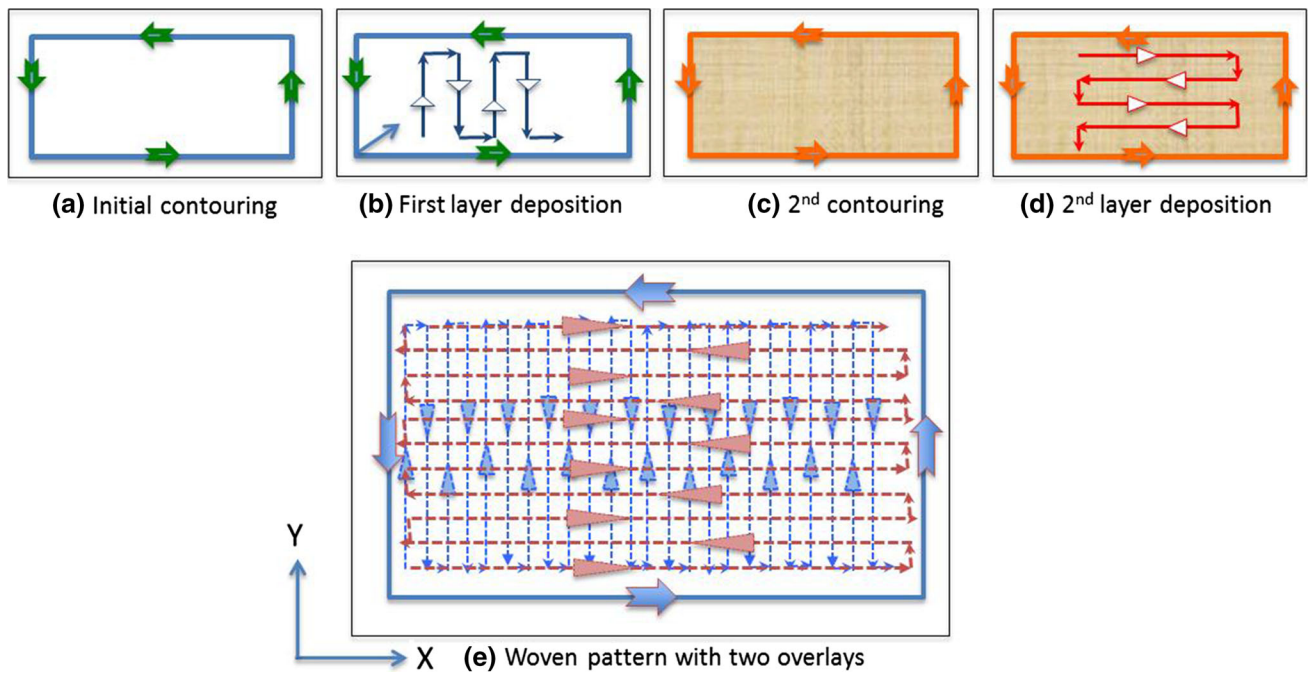 (a) Initial contouring
(b) First layer deposition
(c) 2nd contouring
(d) 2nd layer deposition
Y
X
(e) Woven pattern with two overlays